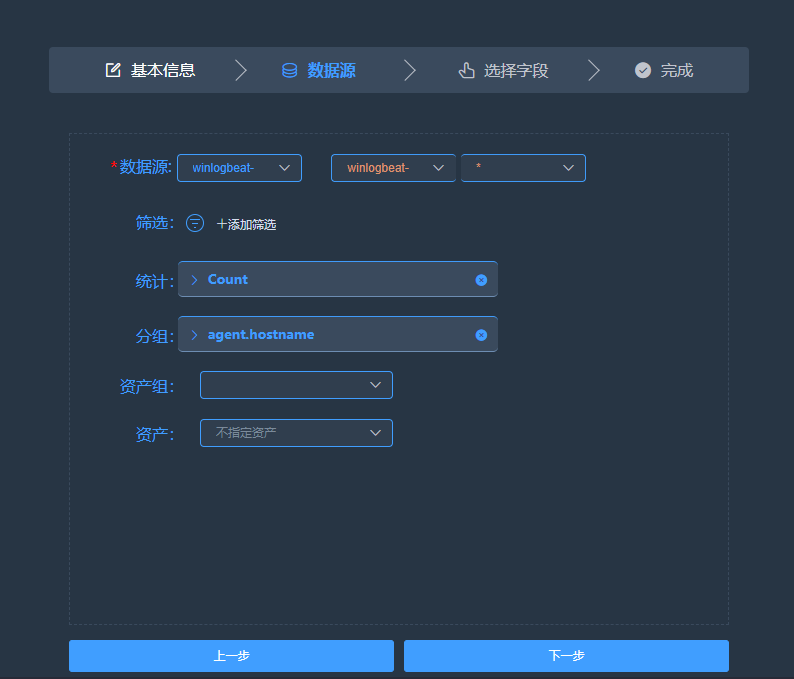 基本信息 数据源 选择字段 完成
*数据源: winlogbeat- winlogbeat- *
筛选: +添加筛选
统计: Count
分组: agent.hostname
资产组:
资产: 不指定资产
上一步 下一步